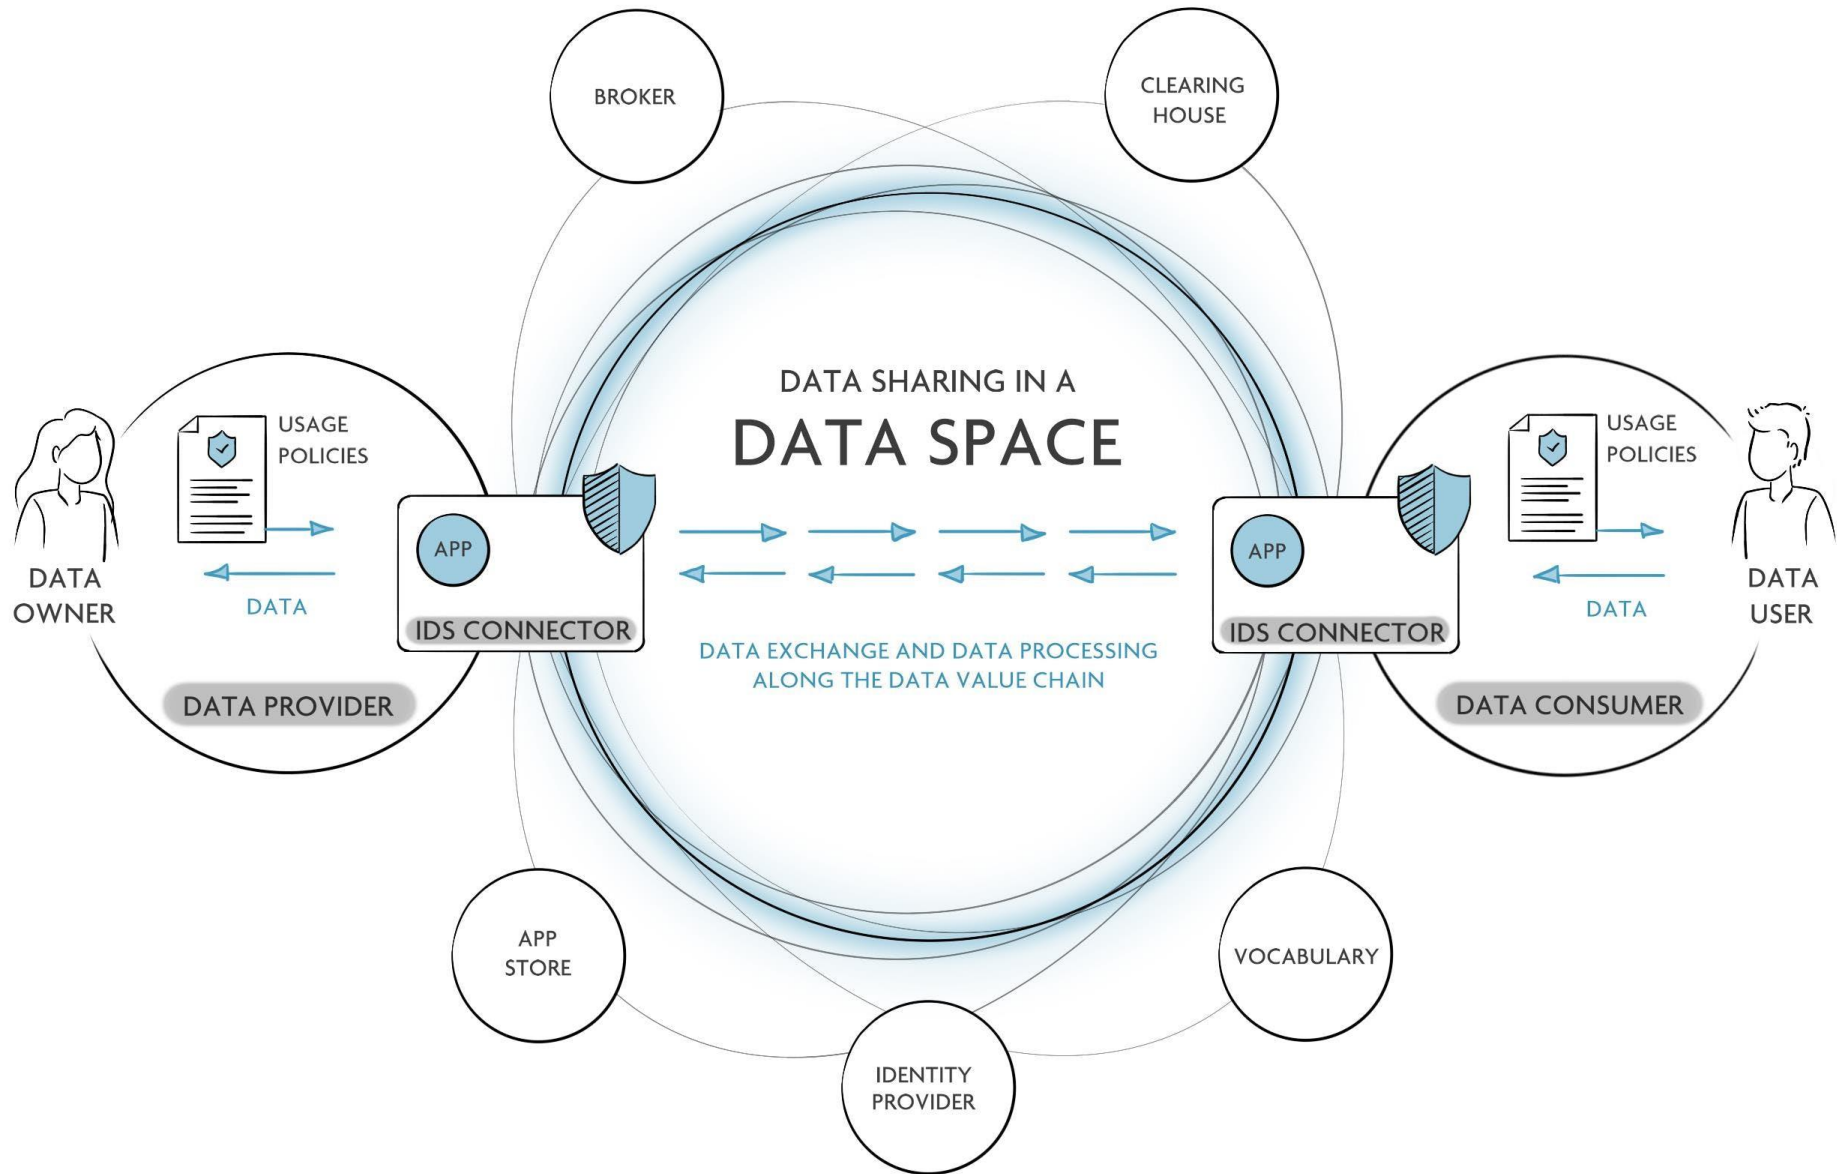 BROKER
CLEARING
HOUSE
DATA SHARING IN A
DATA SPACE
USAGE
POLICIES
USAGE
POLICIES
APP
APP
DATA
OWNER
DATA
USER
DATA
DATA
IDS CONNECTOR
IDS CONNECTOR
DATA EXCHANGE AND DATA PROCESSING
ALONG THE DATA VALUE CHAIN
DATA PROVIDER
DATA CONSUMER
APP
STORE
VOCABULARY
IDENTITY
PROVIDER